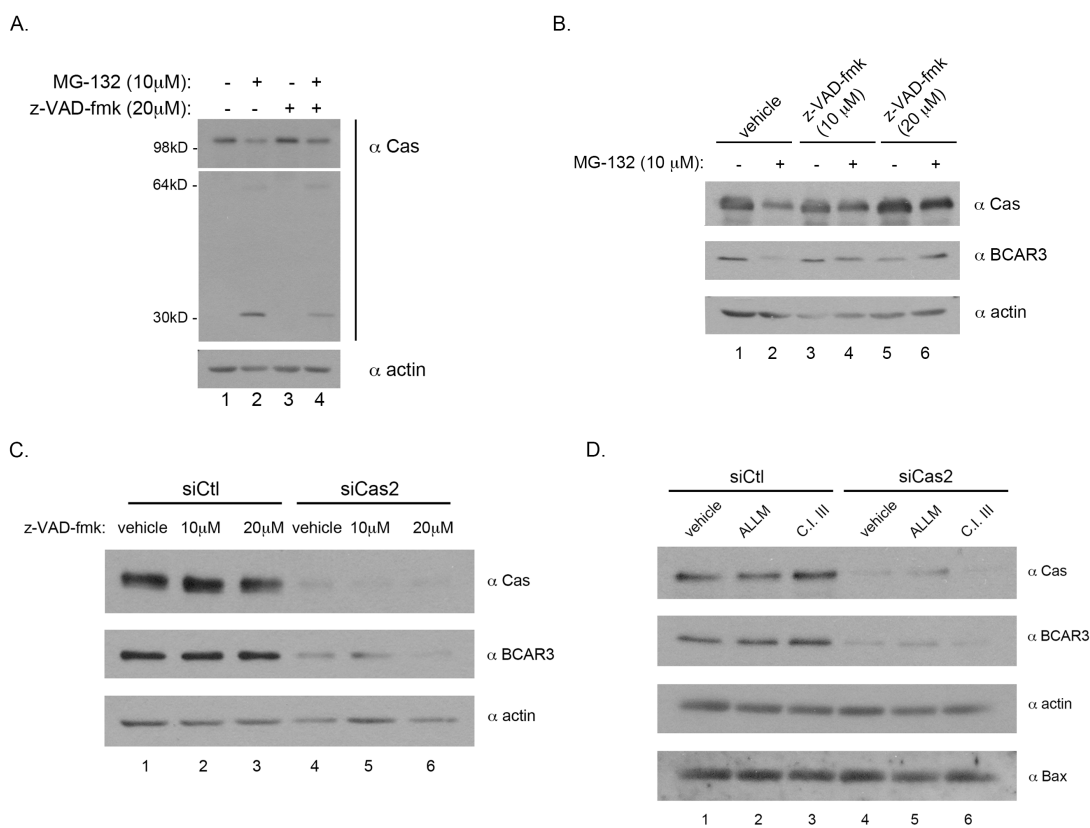 A.
MG-132 (10μM): - + - +
z-VAD-fmk (20μM): - - + +
98kD -
64kD -
30kD -
α Cas
α actin
1 2 3 4
B.
vehicle
z-VAD-fmk
(10 μM)
z-VAD-fmk
(20 μM)
MG-132 (10 μM): - + - + - +
α Cas
α BCAR3
α actin
1 2 3 4 5 6
C.
siCtl siCas2
z-VAD-fmk: vehicle 10μM 20μM vehicle 10μM 20μM
α Cas
α BCAR3
α actin
1 2 3 4 5 6
D.
siCtl siCas2
vehicle ALLM C.I. III vehicle ALLM C.I. III
α Cas
α BCAR3
α actin
α Bax
1 2 3 4 5 6